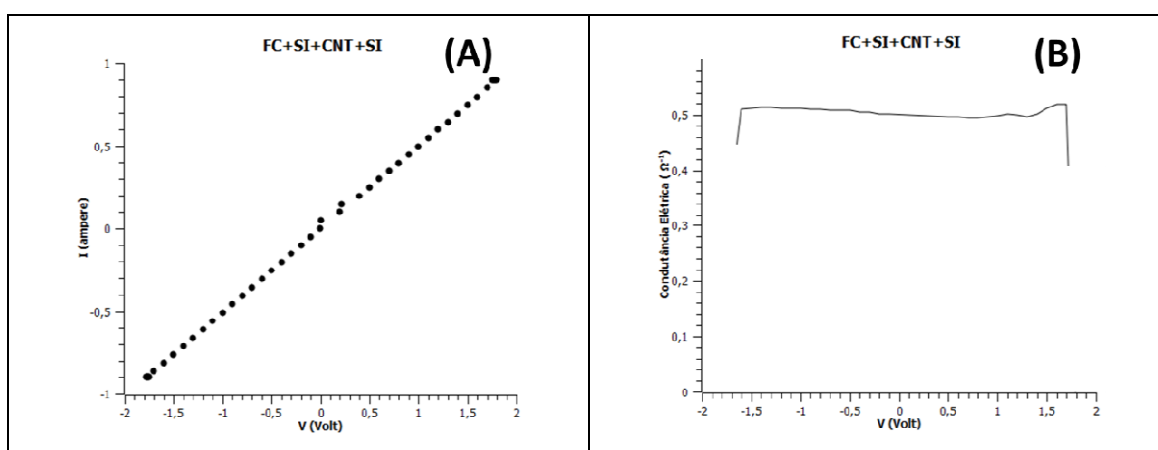 FC+SI+CNT+SI
(A)
1
0,5
0
-0,5
-1
I (ampere)
-2 -1,5 -1 -0,5 0 0,5 1 1,5 2
V (Volt)
FC+SI+CNT+SI
(B)
0,5
0,4
0,3
0,2
0,1
0
Condutância Elétrica ( Ω⁻¹)
-2 -1,5 -1 -0,5 0 0,5 1 1,5 2
V (Volt)